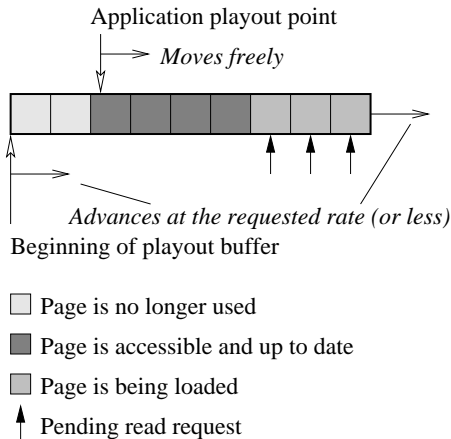 Application playout point
Moves freely
Advances at the requested rate (or less)
Beginning of playout buffer
Page is no longer used
Page is accessible and up to date
Page is being loaded
Pending read request